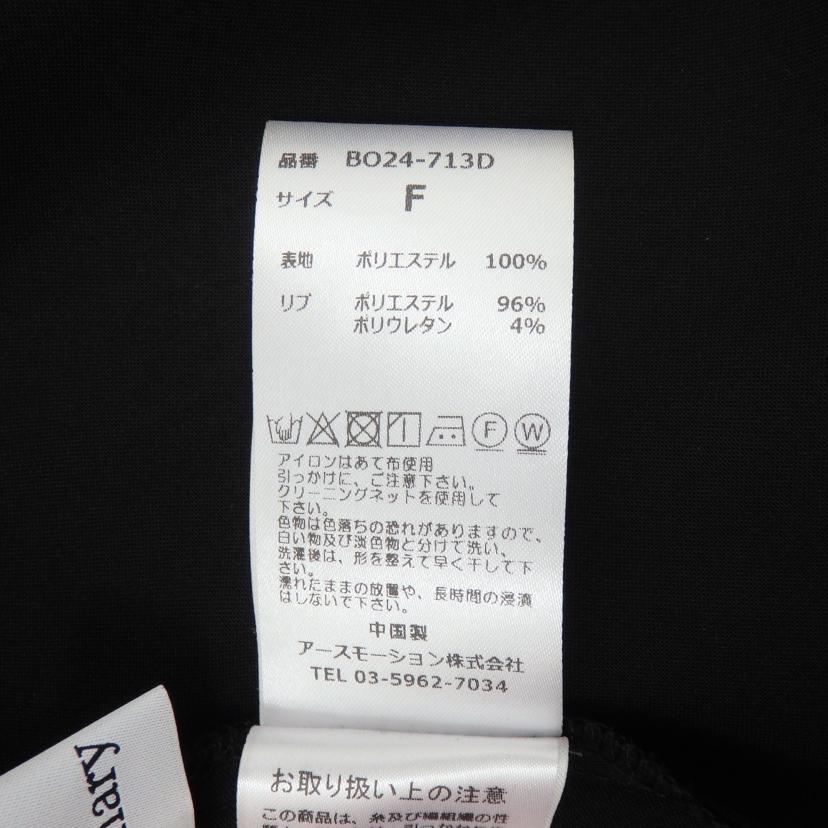 品番 BO24-713D
サイズ F
表地 ポリエステル 100%
リブ ポリエステル 96%
ポリウレタン 4%
F W
アイロンはあて布使用
引っかけに、ご注意下さい。
クリーニングネットを使用して
下さい。
色物は色落ちの恐れがありますので、
白い物及び淡色物と分けて洗い、
洗濯後は、形を整えて早く干して下
さい。
濡れたままの放置や、長時間の浸漬
はしないで下さい。
中国製
アースモーション株式会社
TEL 03-5962-7034
お取り扱い上の注意
この商品は、糸及び繊維の性